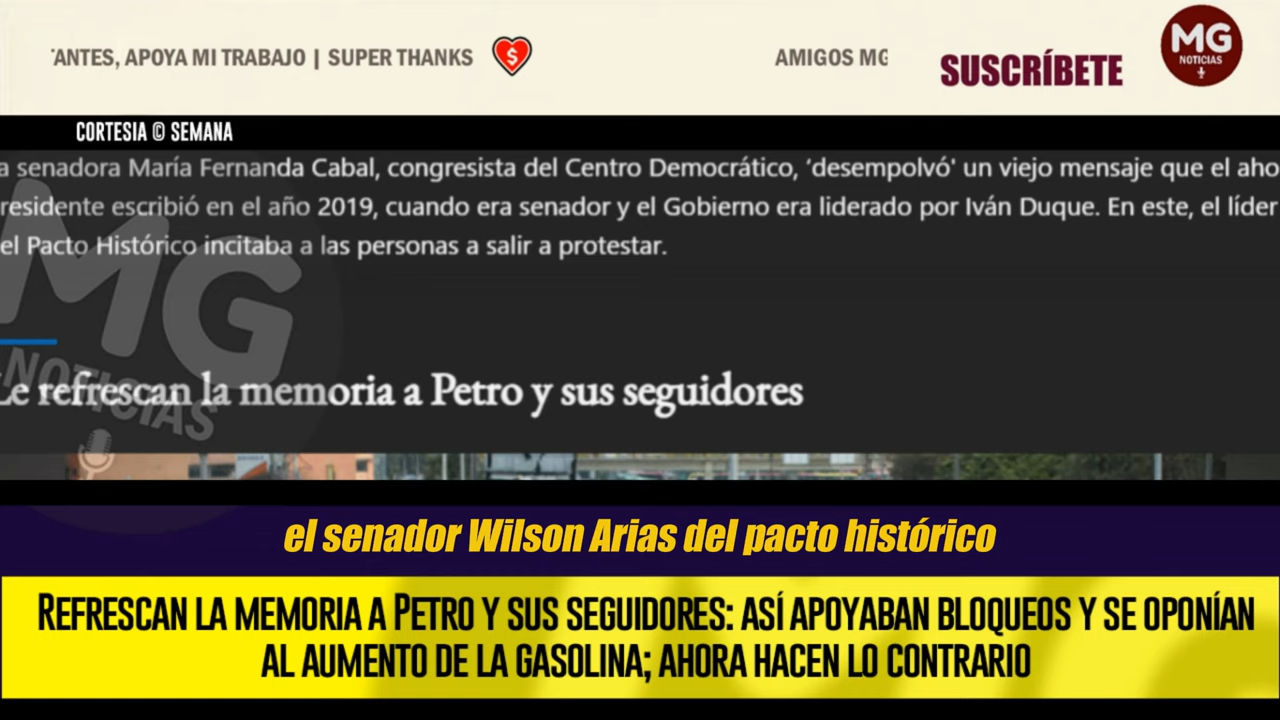 'ANTES, APOYA MI TRABAJO | SUPER THANKS
$
AMIGOS MG
SUSCRÍBETE
MG
NOTICIAS
CORTESIA © SEMANA
a senadora María Fernanda Cabal, congresista del Centro Democrático, ‘desempolvó' un viejo mensaje que el aho
residente escribió en el año 2019, cuando era senador y el Gobierno era liderado por Iván Duque. En este, el líder
el Pacto Histórico incitaba a las personas a salir a protestar.
MG
NOTICIAS
Le refrescan la memoria a Petro y sus seguidores
el senador Wilson Arias del pacto histórico
REFRESCAN LA MEMORIA A PETRO Y SUS SEGUIDORES: ASÍ APOYABAN BLOQUEOS Y SE OPONÍAN
AL AUMENTO DE LA GASOLINA; AHORA HACEN LO CONTRARIO